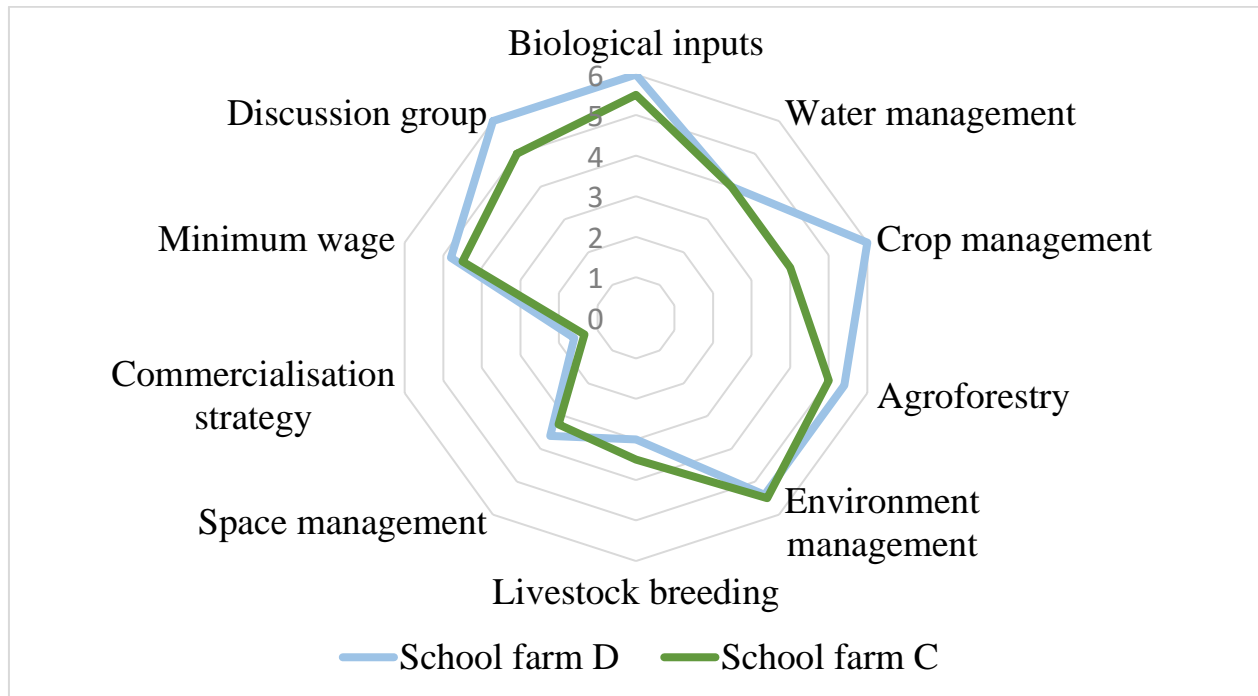 Biological inputs
6
Discussion group
Water management
5
4
3
Minimum wage
Crop management
2
1
0
Commercialisation
strategy
Agroforestry
Space management
Environment
management
Livestock breeding
School farm D
School farm C